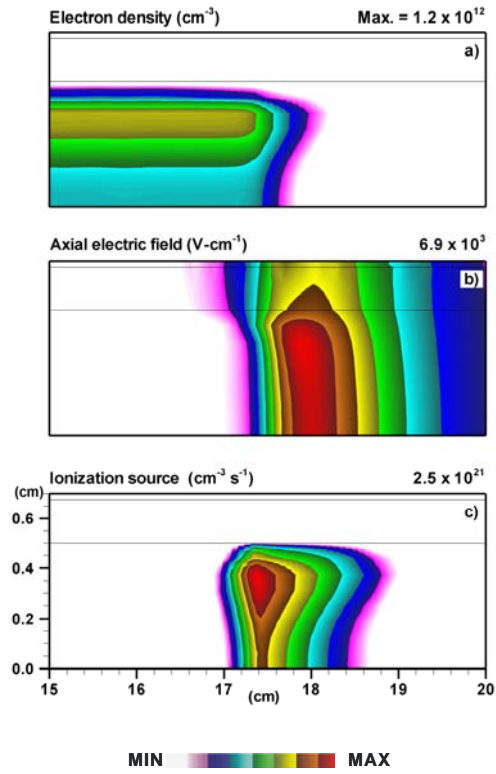 Electron density (cm⁻³) Max. = 1.2 x 10¹²
a)
Axial electric field (V-cm⁻¹) 6.9 x 10³
b)
Ionization source (cm⁻³ s⁻¹) 2.5 x 10²¹
(cm)
c)
0.6
0.4
0.2
0.0
15 16 17 18 19 20
(cm)
MIN MAX